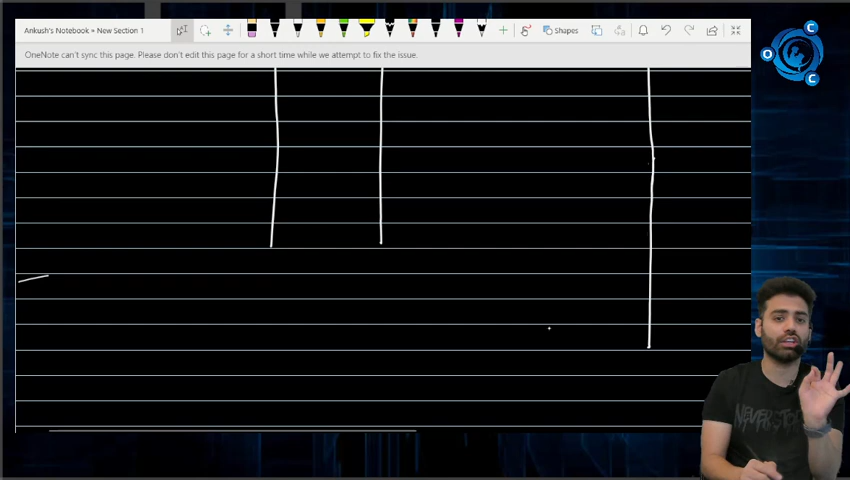 Ankush's Notebook » New Section 1
Shapes
OneNote can't sync this page. Please don't edit this page for a short time while we attempt to fix the issue.
C
O
C